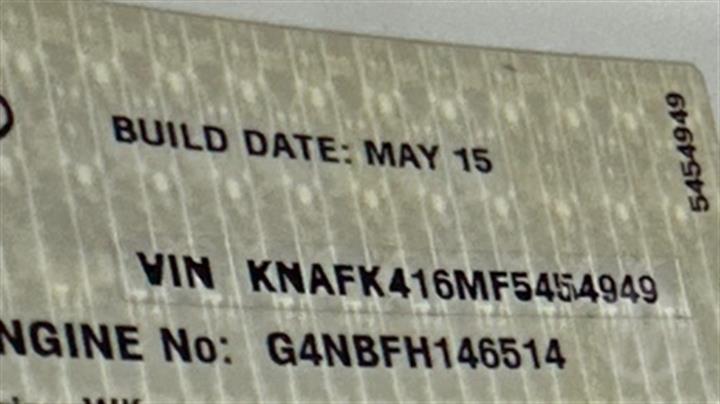 BUILD DATE: MAY 15
5454949
VIN KNAFK416MF5454949
NGINE No: G4NBFH146514